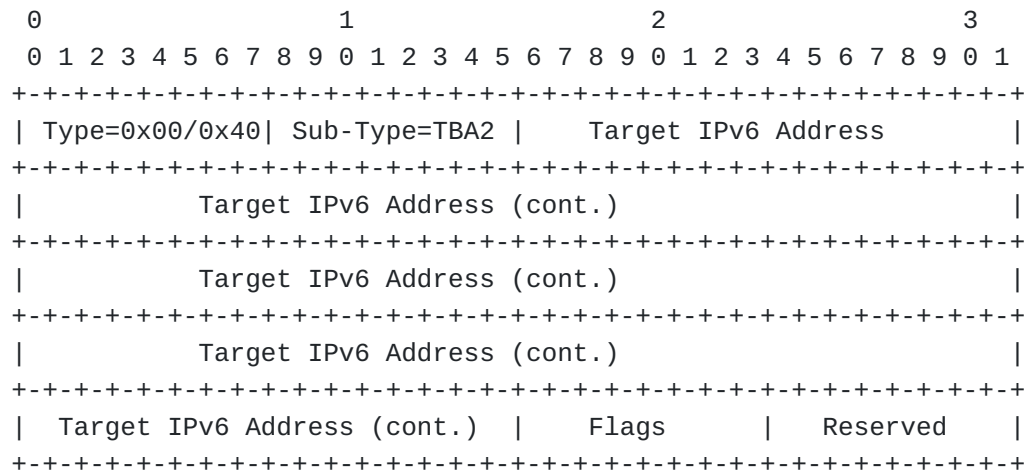 0                   1                   2                   3
 0 1 2 3 4 5 6 7 8 9 0 1 2 3 4 5 6 7 8 9 0 1 2 3 4 5 6 7 8 9 0 1
+-+-+-+-+-+-+-+-+-+-+-+-+-+-+-+-+-+-+-+-+-+-+-+-+-+-+-+-+-+-+-+-+
| Type=0x00/0x40| Sub-Type=TBA2 |    Target IPv6 Address        |
+-+-+-+-+-+-+-+-+-+-+-+-+-+-+-+-+-+-+-+-+-+-+-+-+-+-+-+-+-+-+-+-+
|           Target IPv6 Address (cont.)                         |
+-+-+-+-+-+-+-+-+-+-+-+-+-+-+-+-+-+-+-+-+-+-+-+-+-+-+-+-+-+-+-+-+
|           Target IPv6 Address (cont.)                         |
+-+-+-+-+-+-+-+-+-+-+-+-+-+-+-+-+-+-+-+-+-+-+-+-+-+-+-+-+-+-+-+-+
|           Target IPv6 Address (cont.)                         |
+-+-+-+-+-+-+-+-+-+-+-+-+-+-+-+-+-+-+-+-+-+-+-+-+-+-+-+-+-+-+-+-+
|  Target IPv6 Address (cont.)  |    Flags      |   Reserved    |
+-+-+-+-+-+-+-+-+-+-+-+-+-+-+-+-+-+-+-+-+-+-+-+-+-+-+-+-+-+-+-+-+